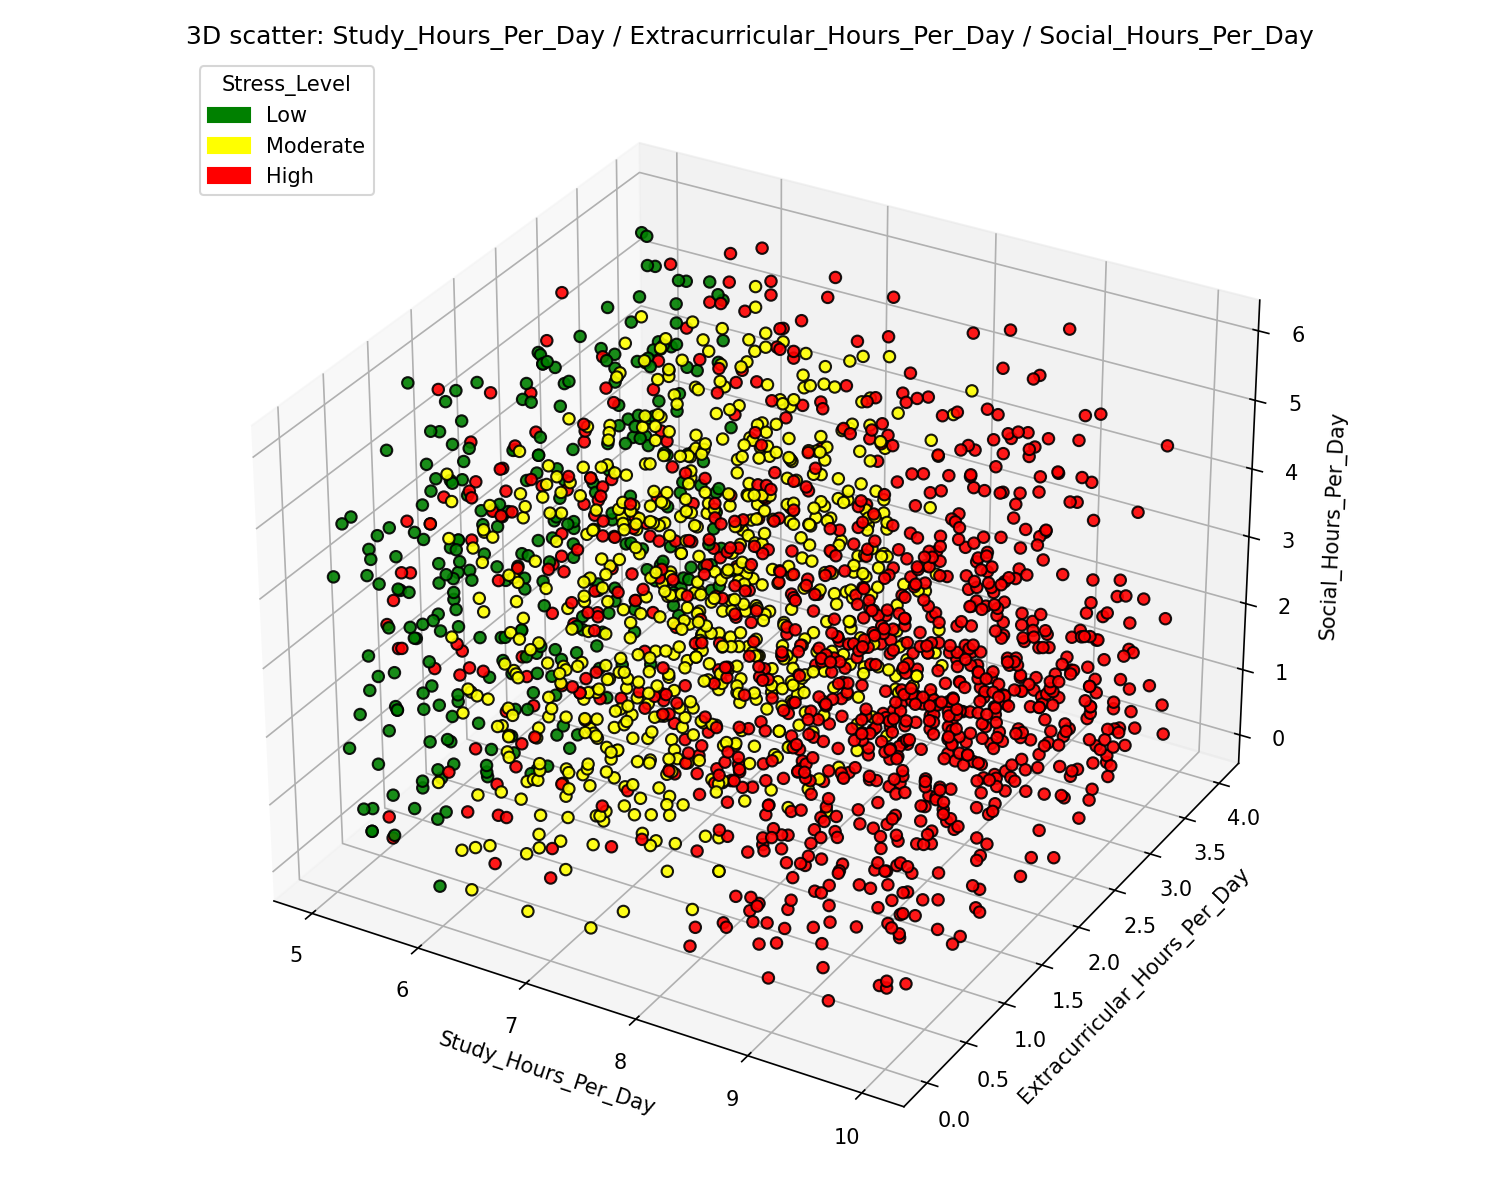 3D scatter: Study_Hours_Per_Day / Extracurricular_Hours_Per_Day / Social_Hours_Per_Day
Stress_Level
Low
Moderate
High
6
5
4
3
2
1
0
Social_Hours_Per_Day
4.0
3.5
3.0
2.5
2.0
1.5
1.0
0.5
0.0
Extracurricular_Hours_Per_Day
5
6
7
8
9
10
Study_Hours_Per_Day